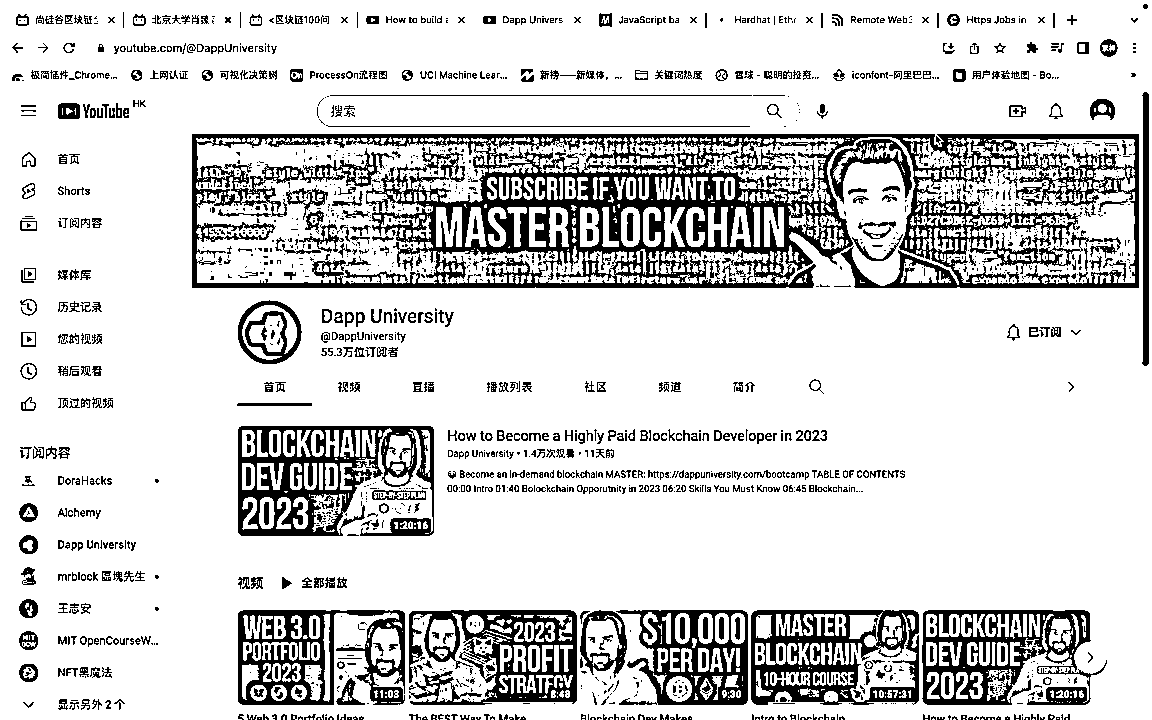 尚硅谷区块链
北京大学肖臻
<区块链100问
How to build
Dapp Univers
JavaScript ba
Hardhat | Eth
Remote Web3
Https Jobs in
youtube.com/@DappUniversity
极简插件_Chrome...
上网认证
可视化决策树
ProcessOn流程图
UCI Machine Lear...
新榜——新媒体，...
关键词热度
雪球 - 聪明的投资...
iconfont-阿里巴巴...
用户体验地图 - Bo...
YouTube HK
搜索
首页
Shorts
订阅内容
媒体库
历史记录
您的视频
稍后观看
顶过的视频
订阅内容
DoraHacks
Alchemy
Dapp University
mrblock 區塊先生
王志安
MIT OpenCourseW...
NFT黑魔法
显示另外 2 个
SUBSCRIBE IF YOU WANT TO
MASTER BLOCKCHAIN
Dapp University
@DappUniversity
55.3万位订阅者
已订阅
首页
视频
直播
播放列表
社区
频道
简介
BLOCKCHAIN
DEV GUIDE
2023
STEP-BY-STEP PLAN
1:20:16
How to Become a Highly Paid Blockchain Developer in 2023
Dapp University • 1.4万次观看 • 11天前
Become an in-demand blockchain MASTER: https://dappuniversity.com/bootcamp TABLE OF CONTENTS
00:00 Intro 01:40 Bolockchain Opporutnity in 2023 06:20 Skills You Must Know 06:45 Blockchain...
视频
全部播放
WEB 3.0
PORTFOLIO
2023
11:03
2023
PROFIT
STRATEGY
8:48
$10,000
PER DAY!
0:30
MASTER
BLOCKCHAIN
10-HOUR COURSE
10:57:31
BLOCKCHAIN
DEV GUIDE
2023
1:20:16
5 Web 3.0 Portfolio Ideas
The BEST Way To Make
Blockchain Dev Makes
Intro to Blockchain
How to Become a Highly Paid